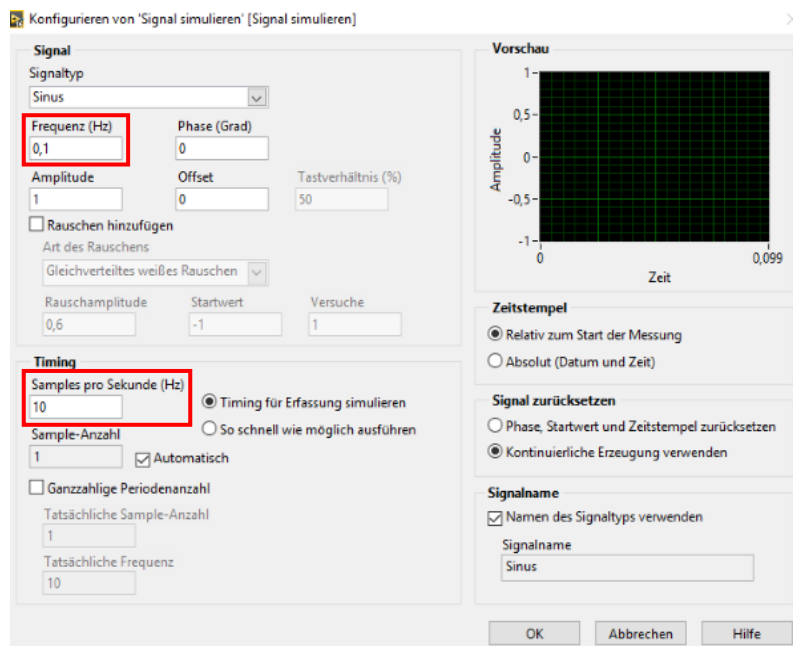 Konfigurieren von 'Signal simulieren' [Signal simulieren]
Signal
Signaltyp
Sinus
Frequenz (Hz) Phase (Grad)
0,1 0
Amplitude Offset Tastverhältnis (%)
1 0 50
Rauschen hinzufügen
Art des Rauschens
Gleichverteiltes weißes Rauschen
Rauschamplitude Startwert Versuche
0,6 -1 1
Timing
Samples pro Sekunde (Hz)
10
Timing für Erfassung simulieren
So schnell wie möglich ausführen
Sample-Anzahl
1 Automatisch
Ganzzahlige Periodenanzahl
Tatsächliche Sample-Anzahl
1
Tatsächliche Frequenz
10
Vorschau
Amplitude
1
0,5
0
-0,5
-1
0 0,099
Zeit
Zeitstempel
Relativ zum Start der Messung
Absolut (Datum und Zeit)
Signal zurücksetzen
Phase, Startwert und Zeitstempel zurücksetzen
Kontinuierliche Erzeugung verwenden
Signalname
Namen des Signaltyps verwenden
Signalname
Sinus
OK Abbrechen Hilfe